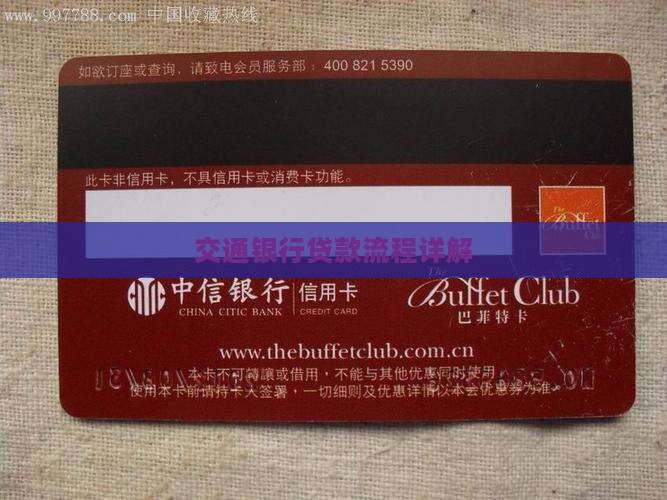 www.997788.com 中国收藏热线
如欲订座或查询，请致电会员服务部：400 821 5390
此卡非信用卡，不具信用卡或消费卡功能。
The Buffet Club
交通银行贷款流程详解
中信银行 信用卡
CHINA CITIC BANK CREDIT CARD
The Buffet Club
巴菲特卡
www.thebuffetclub.com.cn
本卡不可转让或借用，不能与其他优惠同时使用。
使用本卡前请持卡人签署，一切细则及优惠详情以本会优惠券为准。